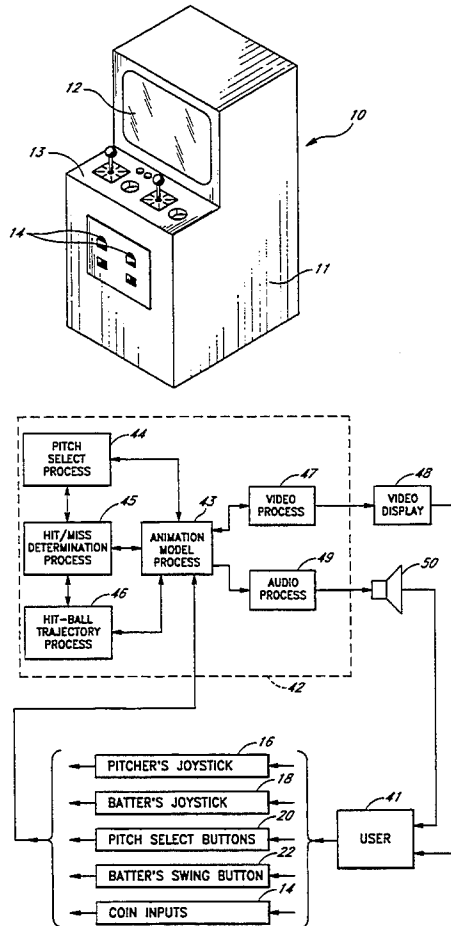 12
13
10
14
11
44
PITCH
SELECT
PROCESS
45
HIT/MISS
DETERMINATION
PROCESS
46
HIT-BALL
TRAJECTORY
PROCESS
43
ANIMATION
MODEL
PROCESS
47
VIDEO
PROCESS
48
VIDEO
DISPLAY
49
AUDIO
PROCESS
50
42
16
PITCHER'S JOYSTICK
18
BATTER'S JOYSTICK
20
PITCH SELECT BUTTONS
22
BATTER'S SWING BUTTON
14
COIN INPUTS
41
USER